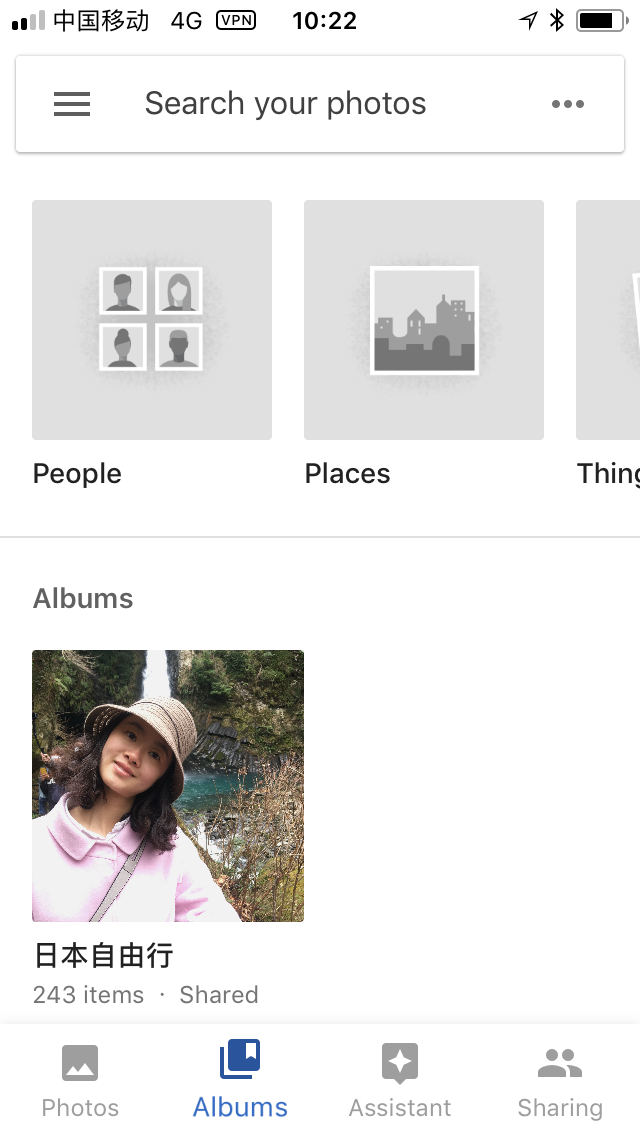 中国移动 4G VPN 10:22
Search your photos
People Places Thing
Albums
日本自由行
243 items · Shared
Photos Albums Assistant Sharing